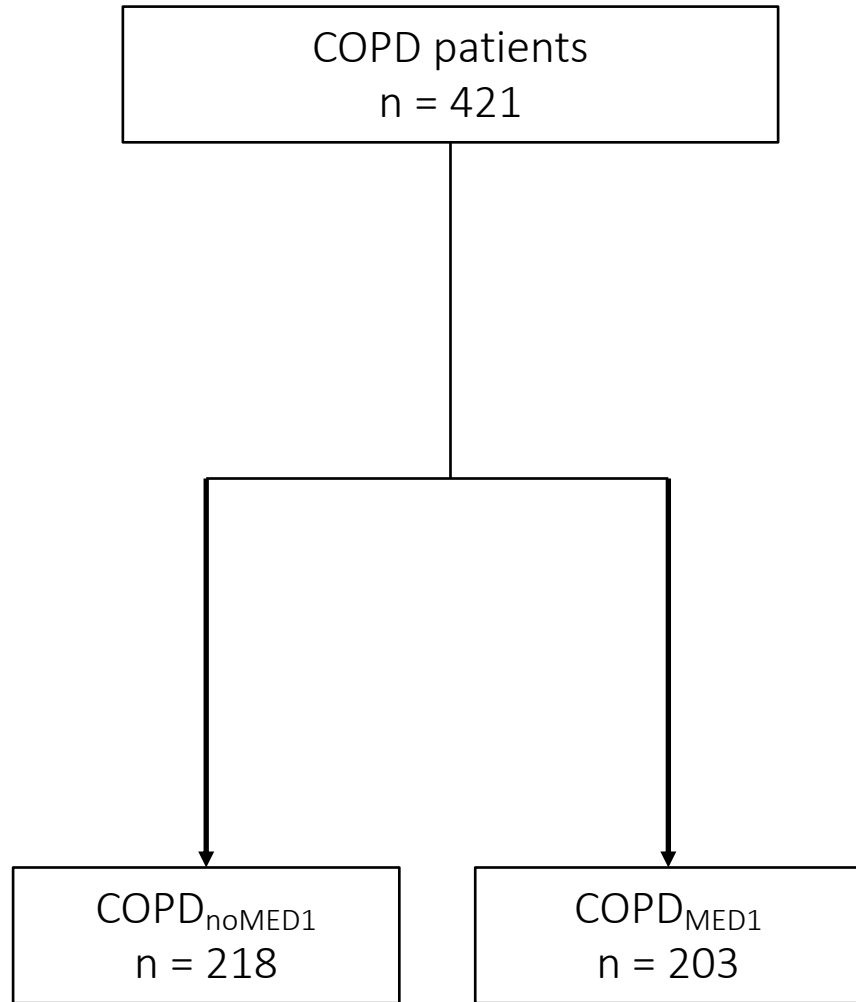 COPD patients
n = 421
COPDnoMED1
n = 218
COPDMED1
n = 203